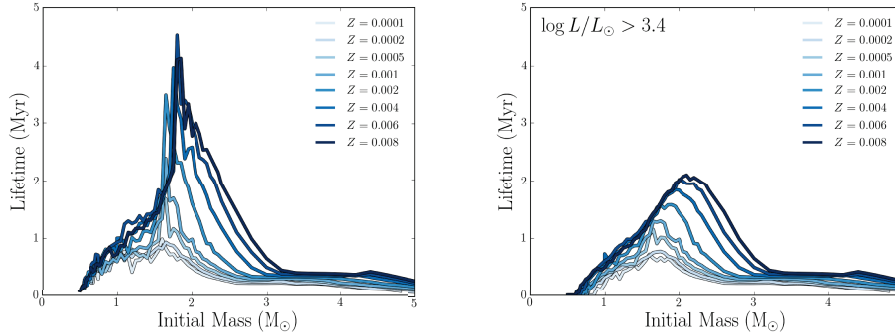 5
4
3
2
1
0
Lifetime (Myr)
0
1
2
3
4
5
Initial Mass (M⊙)
Z = 0.0001
Z = 0.0002
Z = 0.0005
Z = 0.001
Z = 0.002
Z = 0.004
Z = 0.006
Z = 0.008
log L/L⊙ > 3.4
5
4
3
2
1
0
Lifetime (Myr)
0
1
2
3
4
5
Initial Mass (M⊙)
Z = 0.0001
Z = 0.0002
Z = 0.0005
Z = 0.001
Z = 0.002
Z = 0.004
Z = 0.006
Z = 0.008